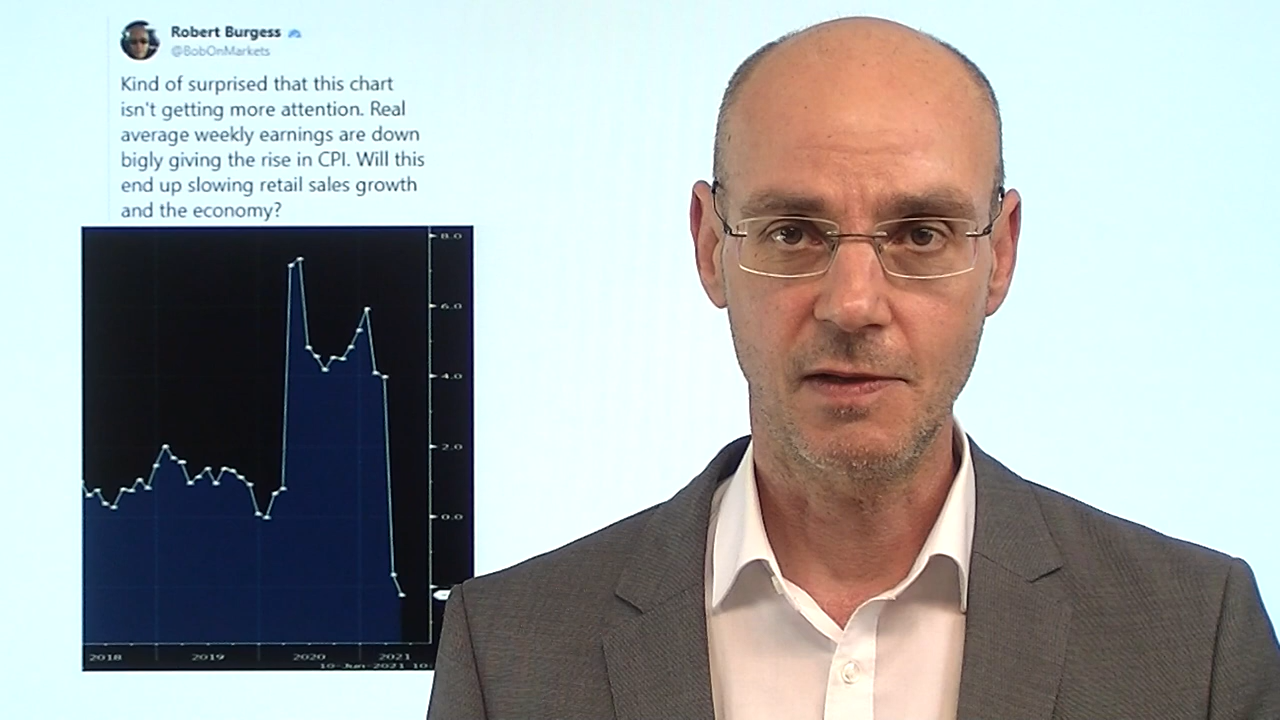 Robert Burgess
@BobOnMarkets
Kind of surprised that this chart
isn't getting more attention. Real
average weekly earnings are down
bigly giving the rise in CPI. Will this
end up slowing retail sales growth
and the economy?
8.0
6.0
4.0
2.0
0.0
2018 2019 2020 2021
10-Jun-2021 10: